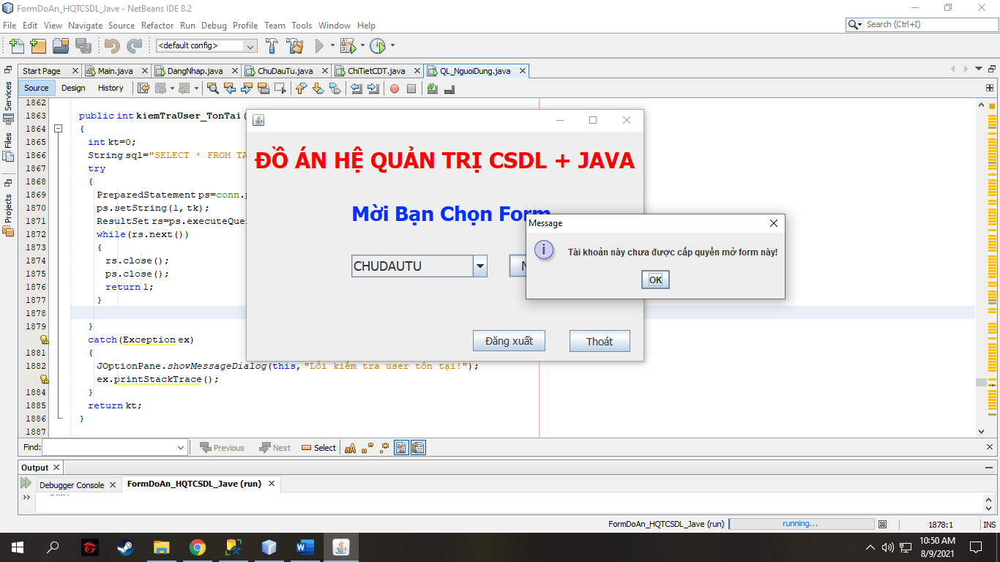 FormDoAn_HQTCSDL_Jave - NetBeans IDE 8.2
File Edit View Navigate Source Refactor Run Debug Profile Team Tools Window Help
Search (Ctrl+I)
<default config>
Start Page Main.java DangNhap.java ChuDauTu.java ChiTietCDT.java QL_NguoiDung.java
Source Design History
Services
Files
Projects
1862
1863 public int kiemTraUser_TonTai(
1864 {
1865 int kt=0;
1866 String sql="SELECT * FROM TA
1867 try
1868 {
1869 PreparedStatement ps=conn.p
1870 ps.setString(1, tk);
1871 ResultSet rs=ps.executeQue
1872 while(rs.next())
1873 {
1874 rs.close();
1875 ps.close();
1876 return 1;
1877 }
1878
1879 }
catch(Exception ex)
1881 {
1882 JOptionPane.showMessageDialog(this,"Lỗi kiểm tra user tồn tại!");
ex.printStackTrace();
1884 }
1885 return kt;
1886 }
1887
ĐỒ ÁN HỆ QUẢN TRỊ CSDL + JAVA
Mời Bạn Chọn Form
CHUDAUTU
Đăng xuất Thoát
Message
Tài khoản này chưa được cấp quyền mở form này!
OK
Find: Previous Next Select
Output
Debugger Console FormDoAn_HQTCSDL_Jave (run)
FormDoAn_HQTCSDL_Jave (run) running... 1878:1 INS
10:50 AM
8/9/2021